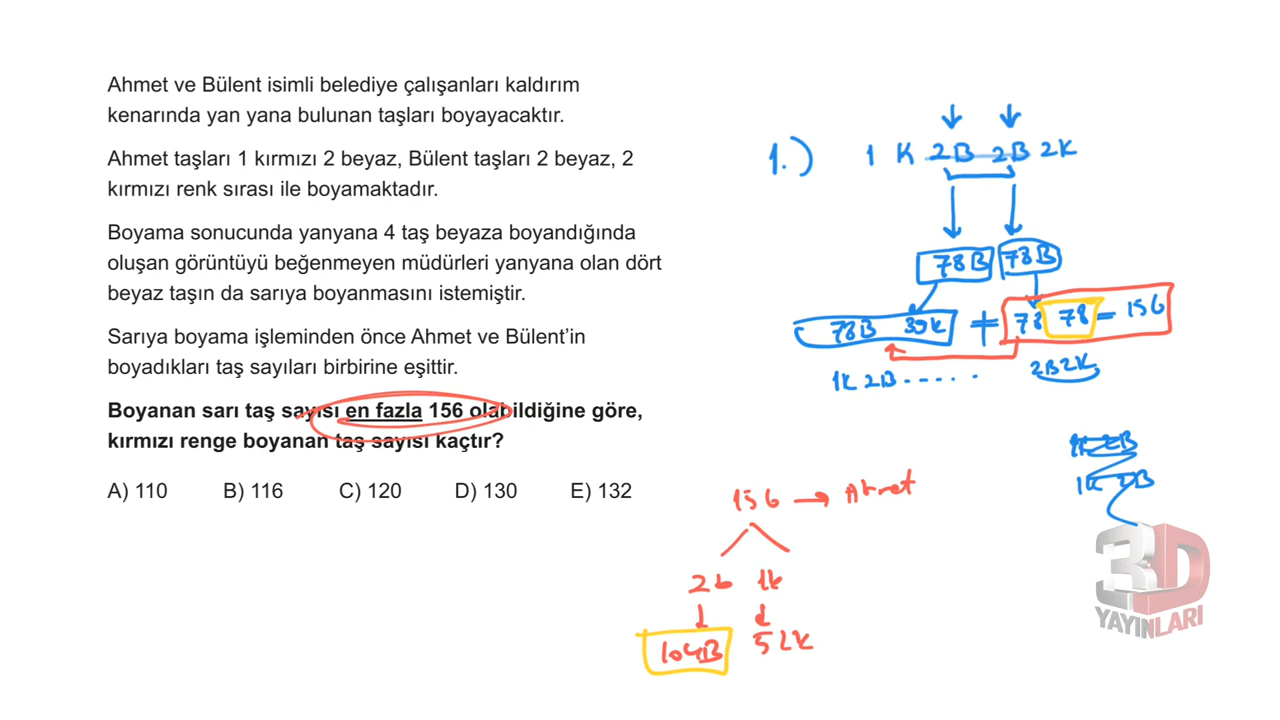 Ahmet ve Bülent isimli belediye çalışanları kaldırım
kenarında yan yana bulunan taşları boyayacaktır.
Ahmet taşları 1 kırmızı 2 beyaz, Bülent taşları 2 beyaz, 2
kırmızı renk sırası ile boyamaktadır.
Boyama sonucunda yanyana 4 taş beyaza boyandığında
oluşan görüntüyü beğenmeyen müdürleri yanyana olan dört
beyaz taşın da sarıya boyanmasını istemiştir.
Sarıya boyama işleminden önce Ahmet ve Bülent’in
boyadıkları taş sayıları birbirine eşittir.
Boyanan sarı taş sayısı en fazla 156 olabildiğine göre,
kırmızı renge boyanan taş sayısı kaçtır?
A) 110 B) 116 C) 120 D) 130 E) 132
1.) 1 K 2B 2B 2K
78B 78B
78B 39K + 78 78 = 156
1K 2B ......
2B2K
1K 2B
1K 2B
156 → Ahmet
2b 1k
104B 52K
3D
YAYINLARI